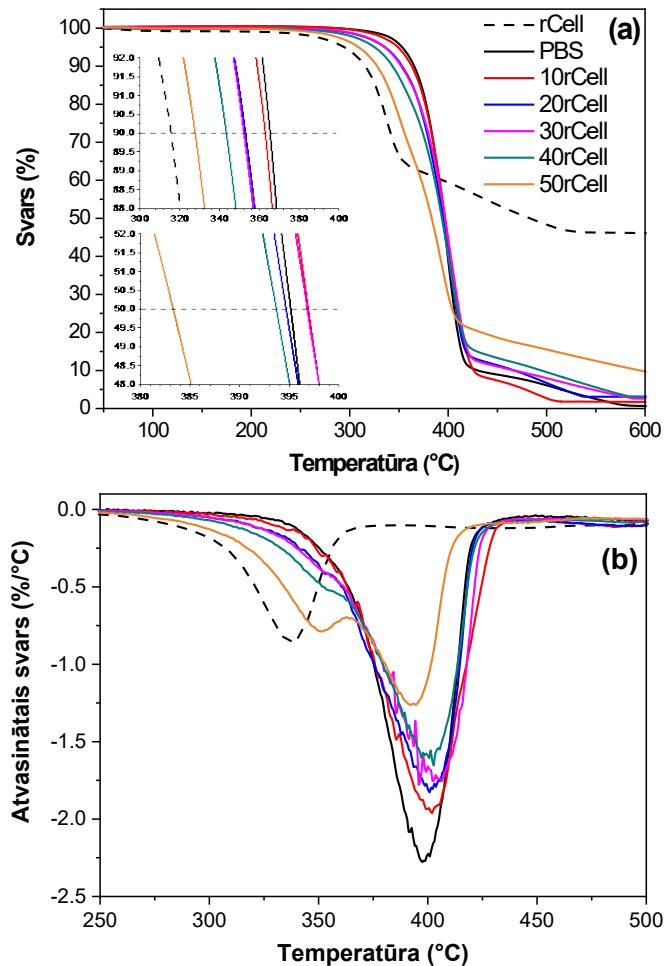 (a)
rCell
PBS
10rCell
20rCell
30rCell
40rCell
50rCell
Svars (%)
100
90
80
70
60
50
40
30
20
10
0
92.0
91.5
91.0
90.5
90.0
89.5
89.0
88.5
88.0
300 320 340 360 380 400
52.0
51.5
51.0
50.5
50.0
49.5
49.0
48.5
48.0
380 385 390 395 400
100 200 300 400 500 600
Temperatūra (°C)
(b)
Atvasinātais svars (%/°C)
0.0
-0.5
-1.0
-1.5
-2.0
-2.5
250 300 350 400 450 500
Temperatūra (°C)